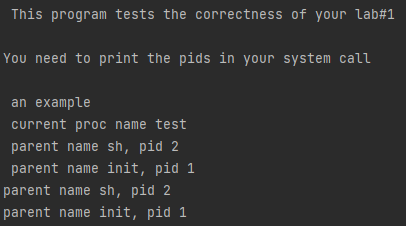 This program tests the correctness of your lab#1
You need to print the pids in your system call
an example
current proc name test
parent name sh, pid 2
parent name init, pid 1
parent name sh, pid 2
parent name init, pid 1